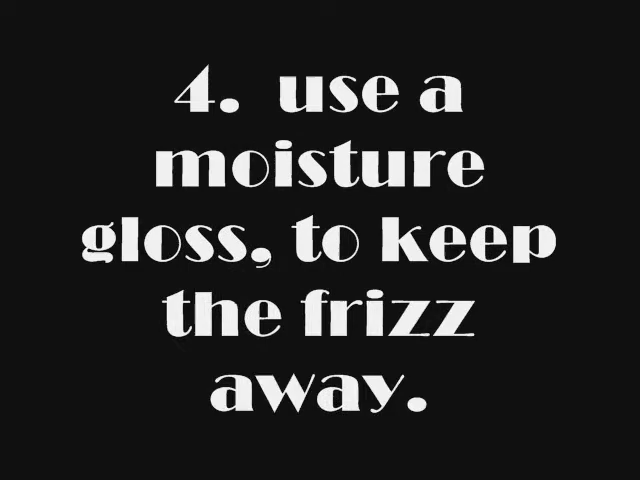 4. use a
moisture
gloss, to keep
the frizz
away.